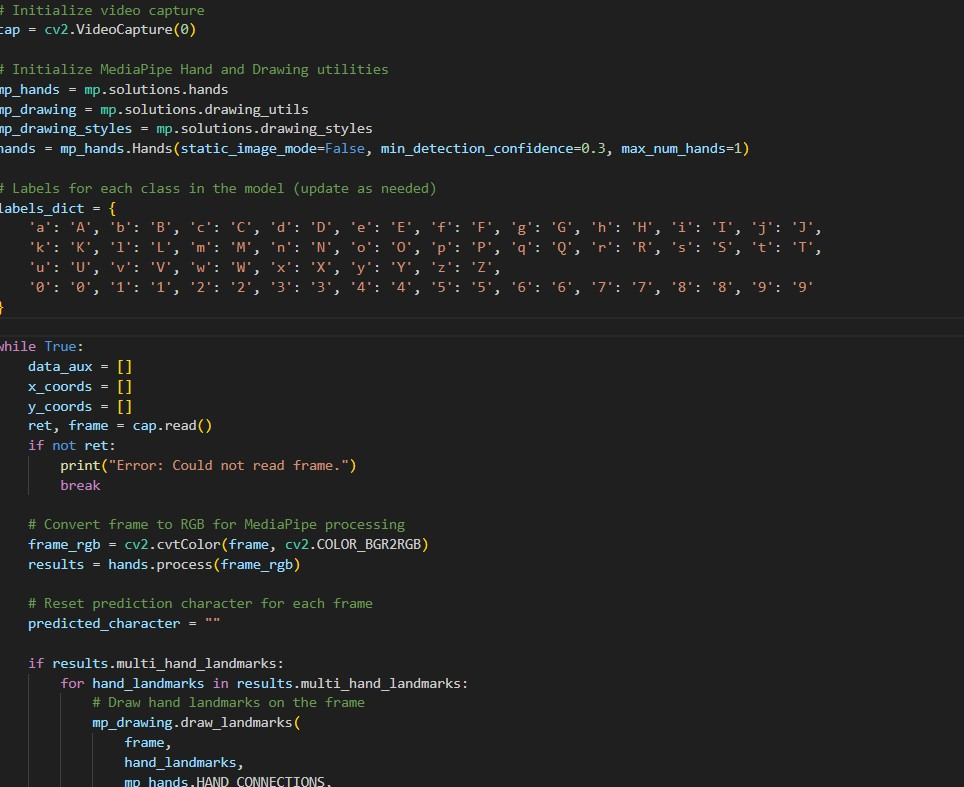 # Initialize video capture
cap = cv2.VideoCapture(0)
# Initialize MediaPipe Hand and Drawing utilities
mp_hands = mp.solutions.hands
mp_drawing = mp.solutions.drawing_utils
mp_drawing_styles = mp.solutions.drawing_styles
hands = mp_hands.Hands(static_image_mode=False, min_detection_confidence=0.3, max_num_hands=1)
# Labels for each class in the model (update as needed)
labels_dict = {
    'a': 'A', 'b': 'B', 'c': 'C', 'd': 'D', 'e': 'E', 'f': 'F', 'g': 'G', 'h': 'H', 'i': 'I', 'j': 'J',
    'k': 'K', 'l': 'L', 'm': 'M', 'n': 'N', 'o': 'O', 'p': 'P', 'q': 'Q', 'r': 'R', 's': 'S', 't': 'T',
    'u': 'U', 'v': 'V', 'w': 'W', 'x': 'X', 'y': 'Y', 'z': 'Z',
    '0': '0', '1': '1', '2': '2', '3': '3', '4': '4', '5': '5', '6': '6', '7': '7', '8': '8', '9': '9'
}
while True:
    data_aux = []
    x_coords = []
    y_coords = []
    ret, frame = cap.read()
    if not ret:
        print("Error: Could not read frame.")
        break
    # Convert frame to RGB for MediaPipe processing
    frame_rgb = cv2.cvtColor(frame, cv2.COLOR_BGR2RGB)
    results = hands.process(frame_rgb)
    # Reset prediction character for each frame
    predicted_character = ""
    if results.multi_hand_landmarks:
        for hand_landmarks in results.multi_hand_landmarks:
            # Draw hand landmarks on the frame
            mp_drawing.draw_landmarks(
                frame,
                hand_landmarks,
                mp_hands.HAND_CONNECTIONS,